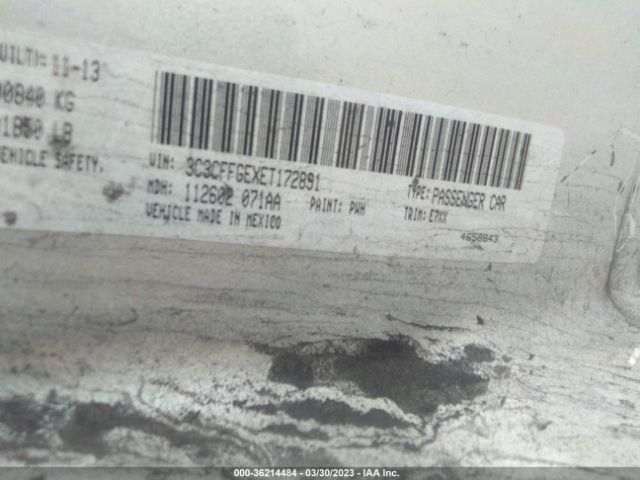 UILT): 11-13
00840 KG
01850 LB
VEHICLE SAFETY.
VIN: 3C3CFFGEXET172891
MDH: 112602 071AA
PAINT: PWH
TYPE: PASSENGER CAR
TRIM: E7XX
VEHICLE MADE IN MEXICO
4658843
000-36214484 - 03/30/2023 - IAA Inc.